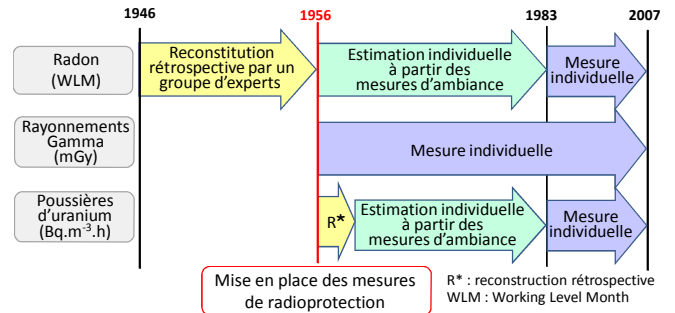 1946
1956
1983
2007
Radon
(WLM)
Reconstitution
rétrospective par un
groupe d'experts
Estimation individuelle
à partir des
mesures d'ambiance
Mesure
individuelle
Rayonnements
Gamma
(mGy)
Mesure individuelle
Poussières
d'uranium
(Bq.m⁻³.h)
R*
Estimation individuelle
à partir des
mesures d'ambiance
Mesure
individuelle
Mise en place des mesures
de radioprotection
R* : reconstruction rétrospective
WLM : Working Level Month